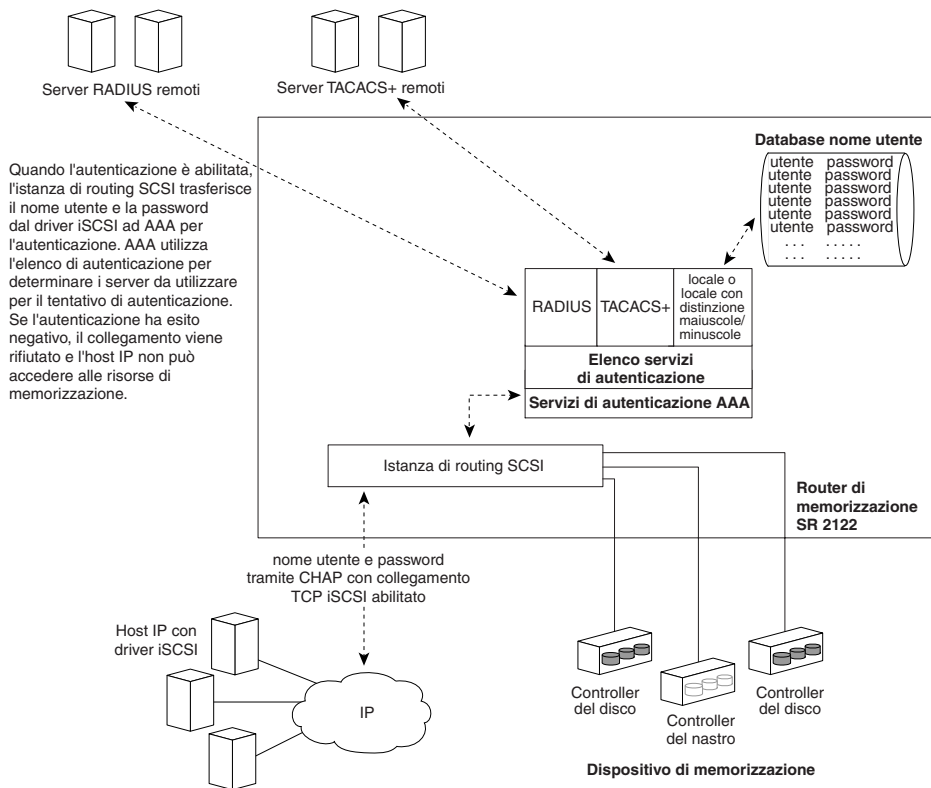 Server RADIUS remoti
Server TACACS+ remoti
Quando l'autenticazione è abilitata,
l'istanza di routing SCSI trasferisce
il nome utente e la password
dal driver iSCSI ad AAA per
l'autenticazione. AAA utilizza
l'elenco di autenticazione per
determinare i server da utilizzare
per il tentativo di autenticazione.
Se l'autenticazione ha esito
negativo, il collegamento viene
rifiutato e l'host IP non può
accedere alle risorse di
memorizzazione.
Database nome utente
utente password
utente password
utente password
utente password
utente password
utente password
. . . . . . . .
. . . . . . . .
RADIUS
TACACS+
locale o
locale con
distinzione
maiuscole/
minuscole
Elenco servizi
di autenticazione
Servizi di autenticazione AAA
Istanza di routing SCSI
Router di
memorizzazione
SR 2122
nome utente e password
tramite CHAP con collegamento
TCP iSCSI abilitato
Host IP con
driver iSCSI
IP
Controller
del disco
Controller
del nastro
Controller
del disco
Dispositivo di memorizzazione